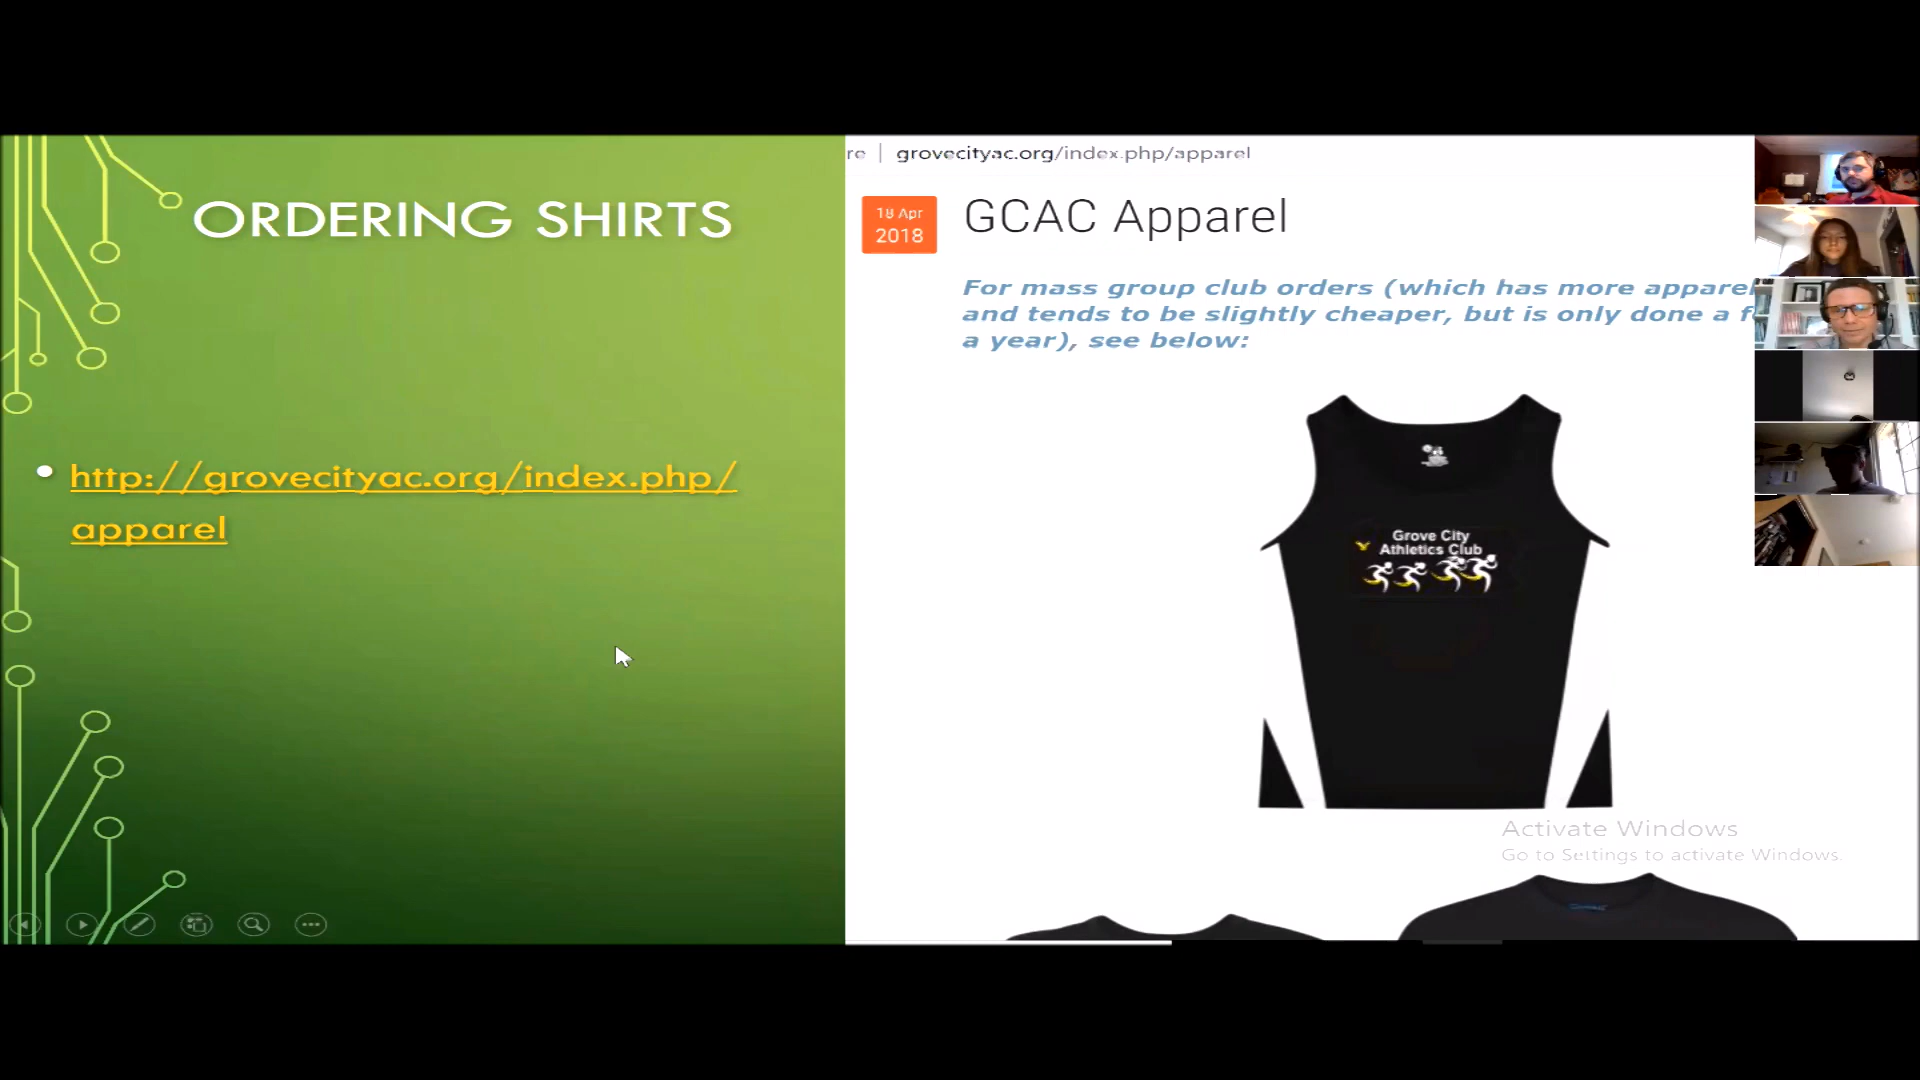 ORDERING SHIRTS
http://grovecityac.org/index.php/
apparel
grovecityac.org/index.php/apparel
18 Apr
2018
GCAC Apparel
For mass group club orders (which has more apparel
and tends to be slightly cheaper, but is only done a
a year), see below:
Grove City
Athletics Club
Activate Windows
Go to Settings to activate Windows.